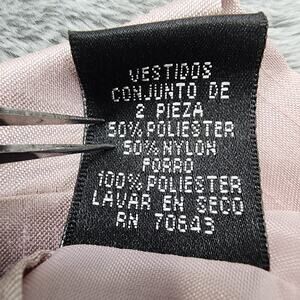 VESTIDOS
CONJUNTO DE
2 PIEZA
50% POLIESTER
50% NYLON
FORRO
100% POLIESTER
LAVAR EN SECO
RN 70643